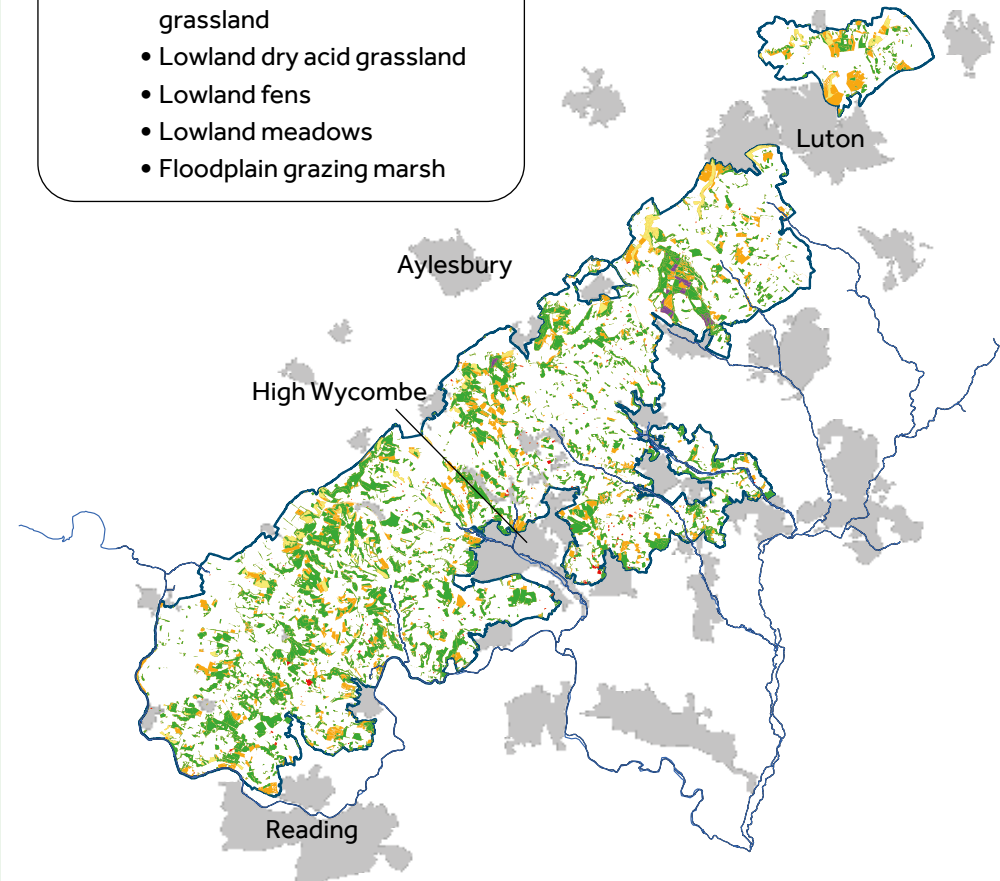 grassland
• Lowland dry acid grassland
• Lowland fens
• Lowland meadows
• Floodplain grazing marsh
Luton
Aylesbury
High Wycombe
Reading